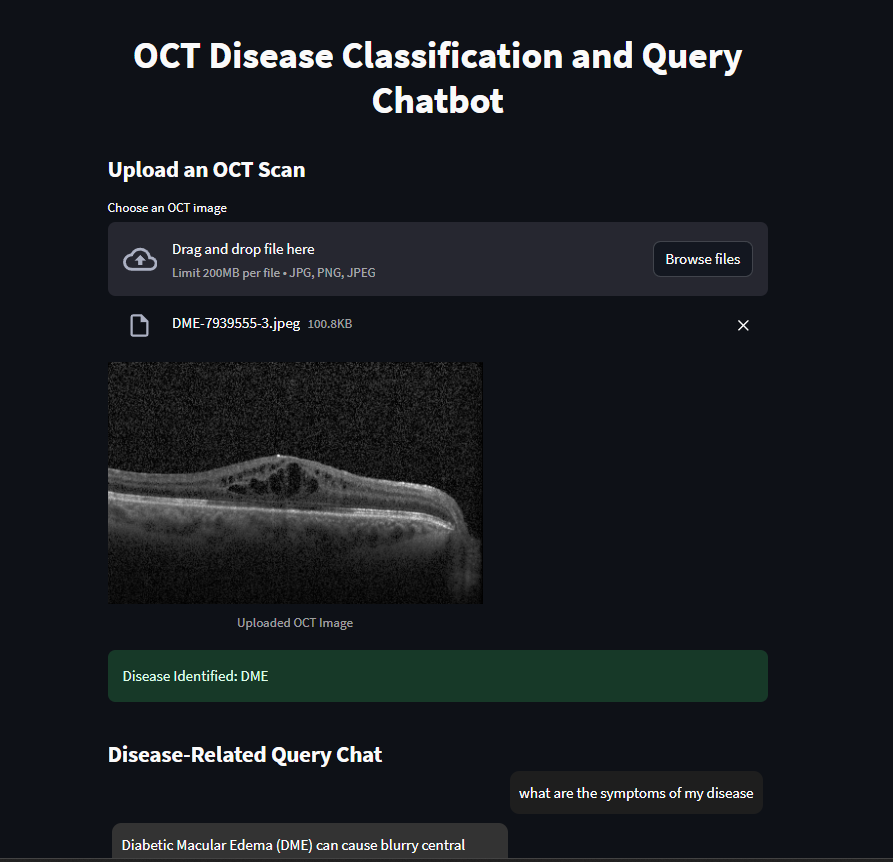 OCT Disease Classification and Query
Chatbot
Upload an OCT Scan
Choose an OCT image
Drag and drop file here
Limit 200MB per file • JPG, PNG, JPEG
Browse files
DME-7939555-3.jpeg 100.8KB
Uploaded OCT Image
Disease Identified: DME
Disease-Related Query Chat
what are the symptoms of my disease
Diabetic Macular Edema (DME) can cause blurry central